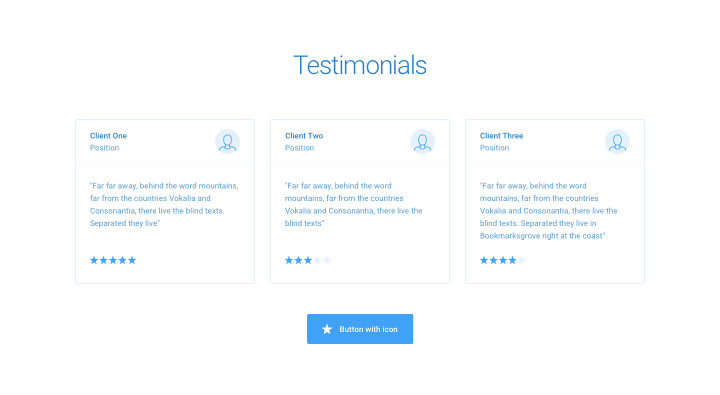 Testimonials
Client One
Position
"Far far away, behind the word mountains,
far from the countries Vokalia and
Consonantia, there live the blind texts.
Separated they live"
Client Two
Position
"Far far away, behind the word
mountains, far from the countries
Vokalia and Consonantia, there live the
blind texts"
Client Three
Position
"Far far away, behind the word
mountains, far from the countries
Vokalia and Consonantia, there live the
blind texts. Separated they live in
Bookmarksgrove right at the coast"
Button with icon